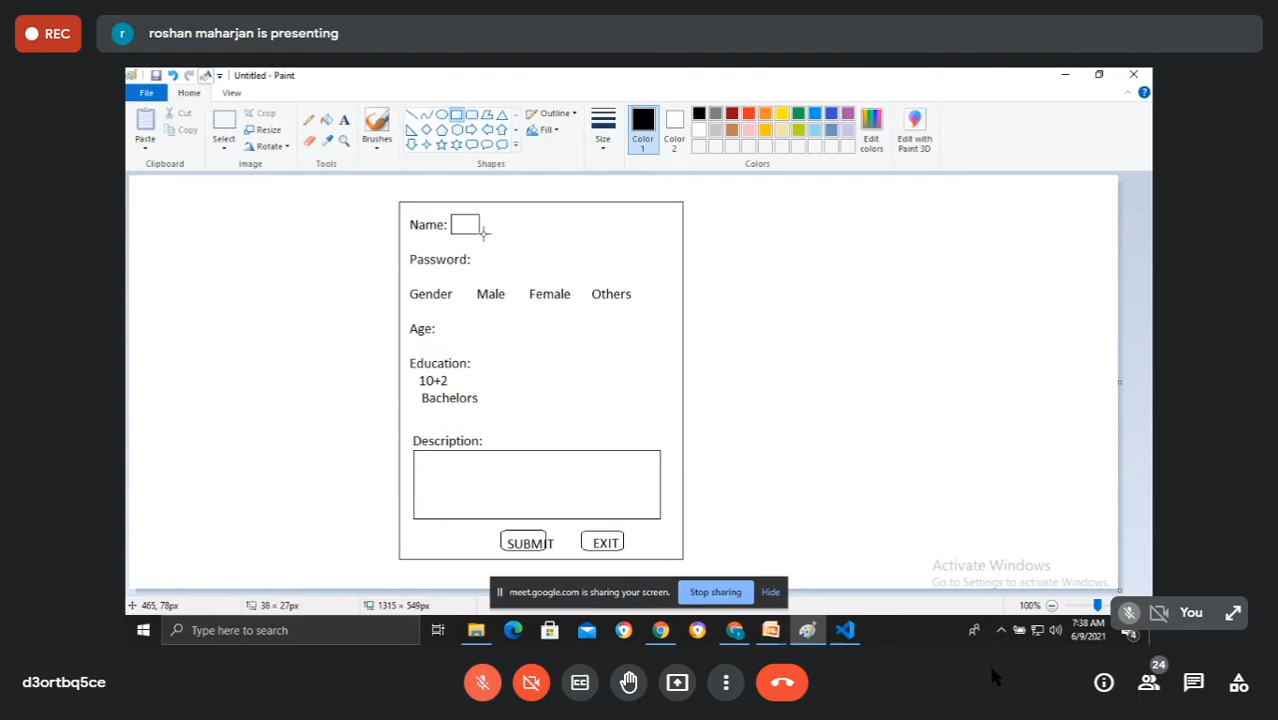 REC
r
roshan maharjan is presenting
Untitled - Paint
File
Home
View
Paste
Cut
Copy
Clipboard
Select
Crop
Resize
Rotate
Image
Tools
Brushes
Outline
Fill
Shapes
Size
Color 1
Color 2
Colors
Edit colors
Edit with Paint 3D
Name:
Password:
Gender Male Female Others
Age:
Education:
10+2
Bachelors
Description:
SUBMIT EXIT
Activate Windows
Go to Settings to activate Windows.
meet.google.com is sharing your screen.
Stop sharing
Hide
465, 78px
38 × 27px
1315 × 549px
100%
You
Type here to search
7:38 AM
6/9/2021
4
d3ortbq5ce
24